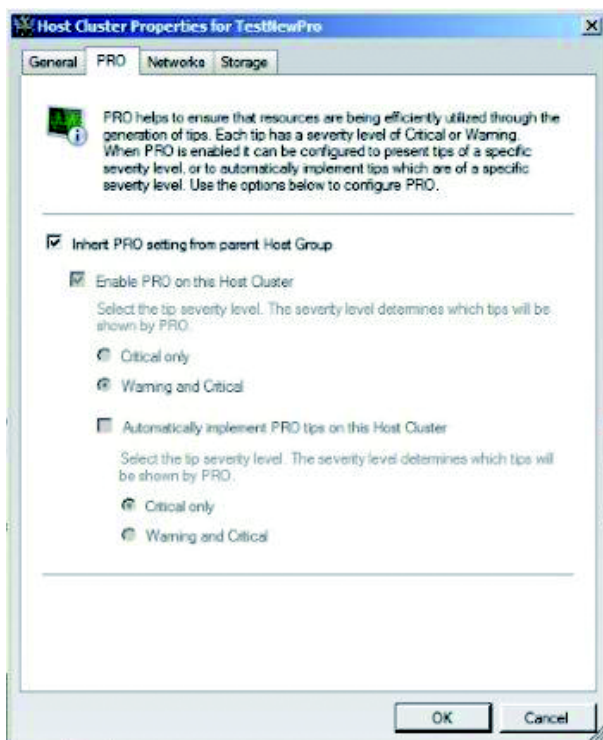 Host Cluster Properties for TestNewPro
General PRO Networks Storage
PRO helps to ensure that resources are being efficiently utilized through the
generation of tips. Each tip has a severity level of Critical or Warning.
When PRO is enabled it can be configured to present tips of a specific
severity level, or to automatically implement tips which are of a specific
severity level. Use the options below to configure PRO.
Inherit PRO setting from parent Host Group
Enable PRO on this Host Cluster
Select the tip severity level. The severity level determines which tips will be
shown by PRO.
Critical only
Warning and Critical
Automatically implement PRO tips on this Host Cluster
Select the tip severity level. The severity level determines which tips will
be shown by PRO.
Critical only
Warning and Critical
OK Cancel